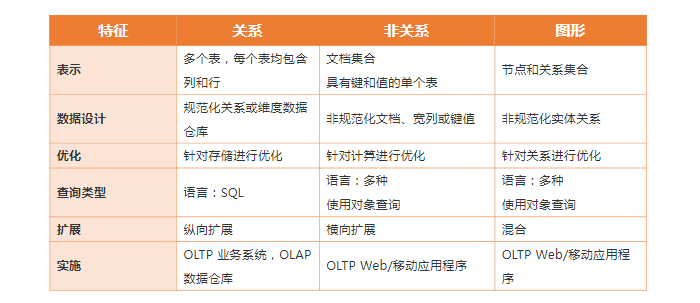 特征 关系 非关系 图形
表示 多个表，每个表均包含列和行 文档集合 具有键和值的单个表 节点和关系集合
数据设计 规范化关系或维度数据仓库 非规范化文档、宽列或键值 非规范化实体关系
优化 针对存储进行优化 针对计算进行优化 针对关系进行优化
查询类型 语言：SQL 语言：多种 使用对象查询 语言：多种 使用对象查询
扩展 纵向扩展 横向扩展 混合
实施 OLTP 业务系统，OLAP 数据仓库 OLTP Web/移动应用程序 OLTP Web/移动应用程序